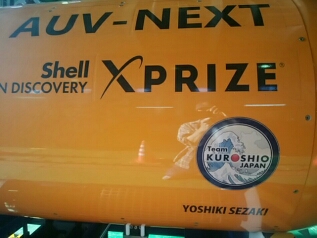 AUV-NEXT
Shell
N DISCOVERY
XPRIZE
Team
KUROSHIO
JAPAN
YOSHIKI SEZAKI